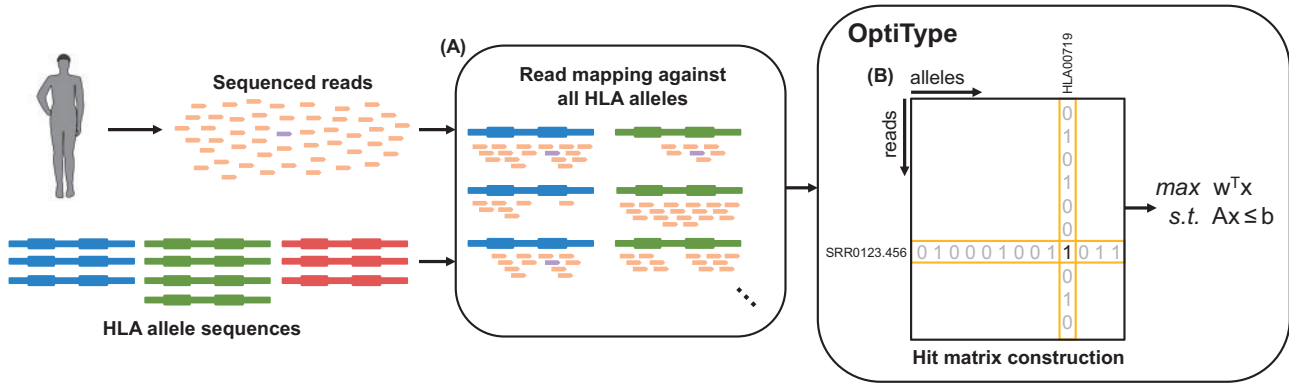 Sequenced reads
HLA allele sequences
(A)
Read mapping against
all HLA alleles
OptiType
(B)
alleles
HLA00719
reads
0
1
0
1
0
0
SRR0123.456 0 1 0 0 0 1 0 0 1 1 0 1 1
0
1
0
Hit matrix construction
max wᵀx
s.t. Ax ≤ b